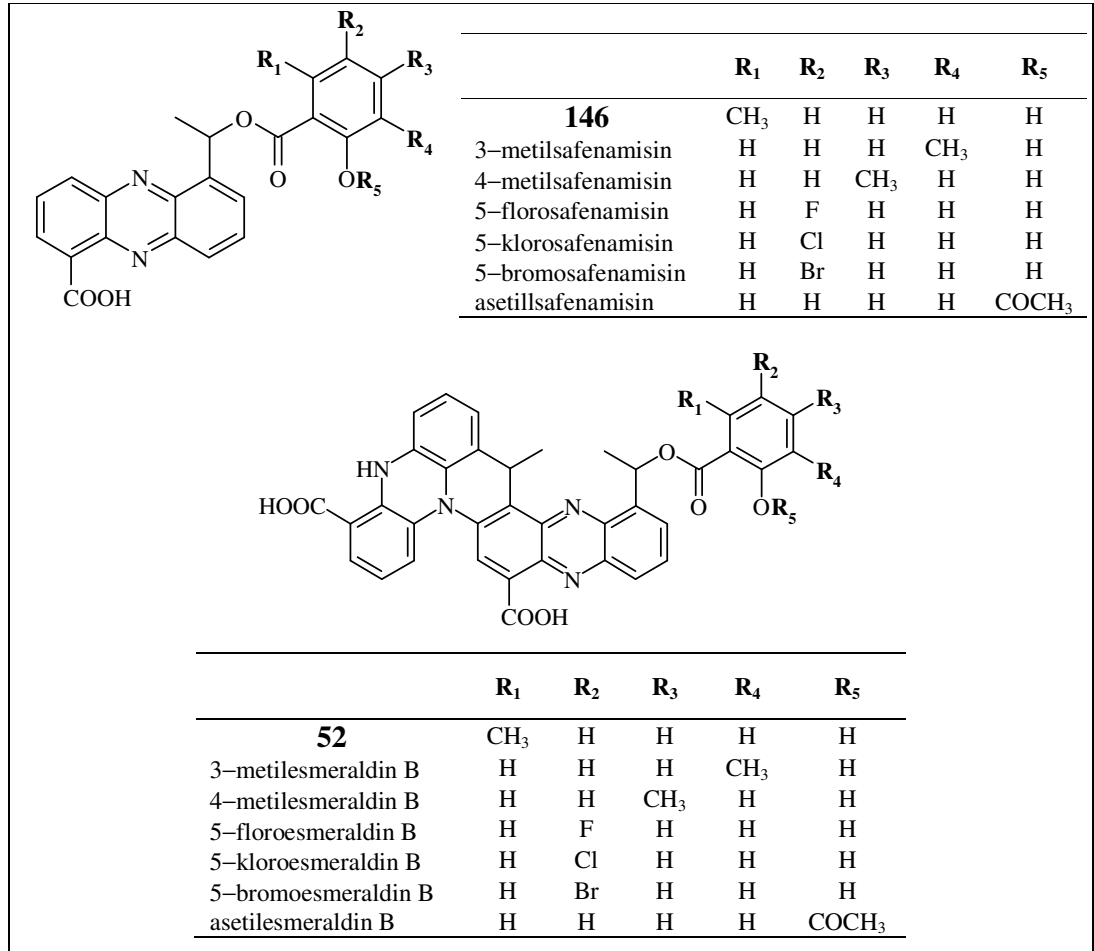 R2
R1
R3
R4
OR5
O
O
N
N
COOH
R1 R2 R3 R4 R5
146 CH3 H H H H
3−metilsafenamisin H H H CH3 H
4−metilsafenamisin H H CH3 H H
5-florosafenamisin H F H H H
5-klorosafenamisin H Cl H H H
5-bromosafenamisin H Br H H H
asetillsafenamisin H H H H COCH3
R2
R1
R3
R4
OR5
O
O
HN
HOOC
N
N
N
COOH
R1 R2 R3 R4 R5
52 CH3 H H H H
3−metilesmeraldin B H H H CH3 H
4−metilesmeraldin B H H CH3 H H
5−floroesmeraldin B H F H H H
5−kloroesmeraldin B H Cl H H H
5−bromoesmeraldin B H Br H H H
asetilesmeraldin B H H H H COCH3